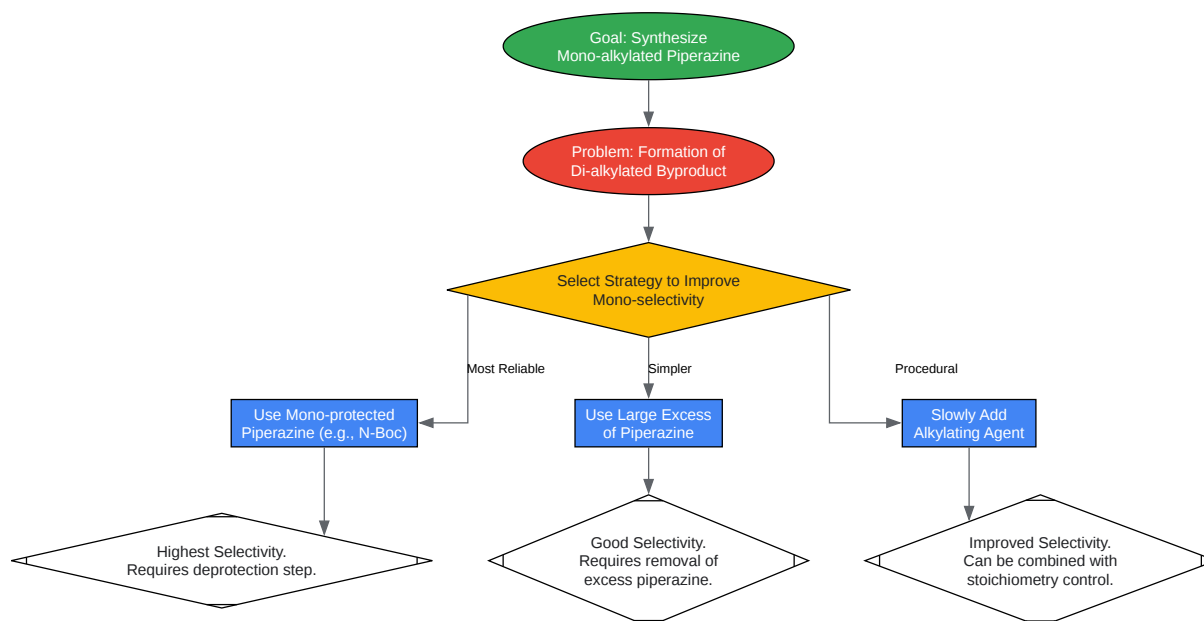 Goal: Synthesize
Mono-alkylated Piperazine
Problem: Formation of
Di-alkylated Byproduct
Select Strategy to Improve
Mono-selectivity
Most Reliable
Simpler
Procedural
Use Mono-protected
Piperazine (e.g., N-Boc)
Use Large Excess
of Piperazine
Slowly Add
Alkylating Agent
Highest Selectivity.
Requires deprotection step.
Good Selectivity.
Requires removal of
excess piperazine.
Improved Selectivity.
Can be combined with
stoichiometry control.